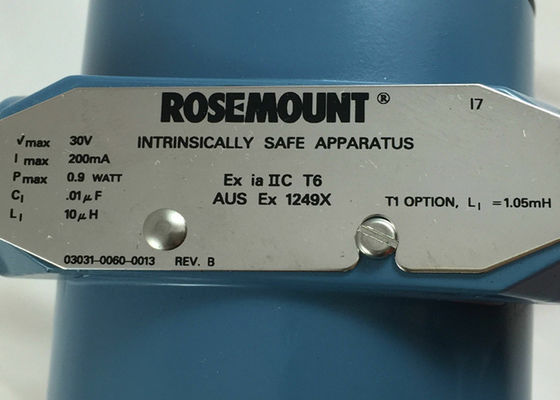 ROSEMOUNT®
I7
INTRINSICALLY SAFE APPARATUS
Vmax 30V
I max 200mA
Pmax 0.9 WATT
CI .01μF
LI 10μH
Ex ia IIC T6
AUS Ex 1249X
T1 OPTION, LI =1.05mH
03031-0060-0013 REV. B